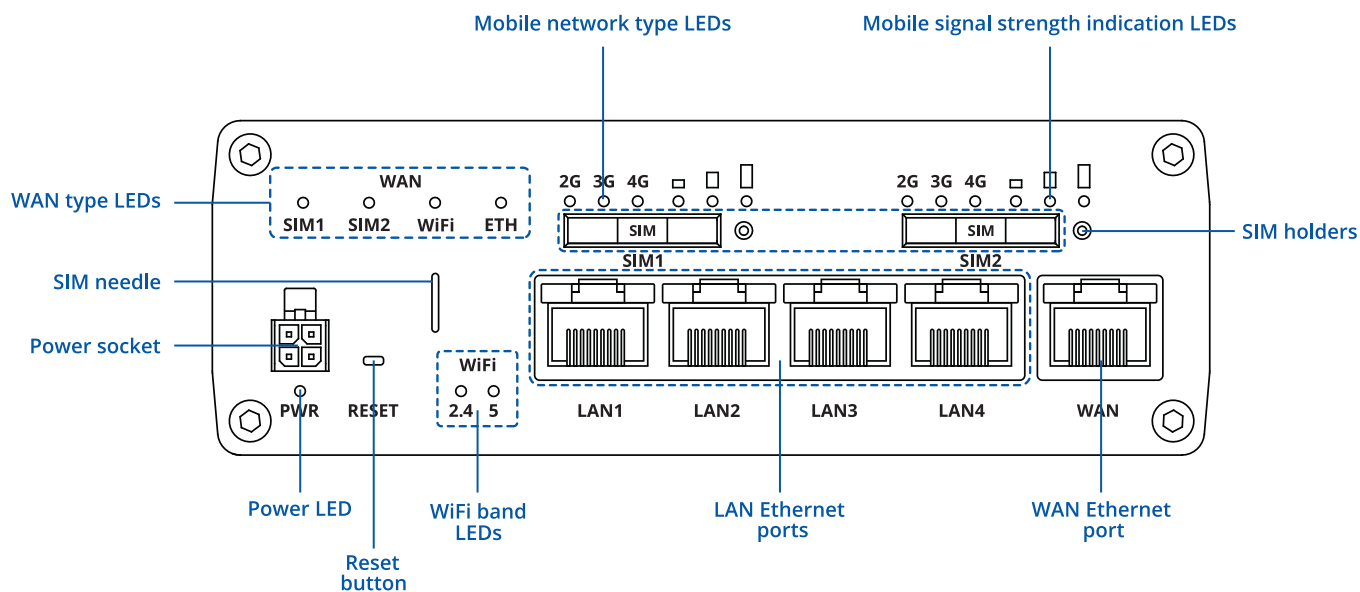 Mobile network type LEDs
Mobile signal strength indication LEDs
WAN
2G 3G 4G
2G 3G 4G
WAN type LEDs
SIM1 SIM2 WiFi ETH
SIM
SIM
SIM holders
SIM1
SIM2
SIM needle
Power socket
WiFi
2.4 5
PWR
RESET
LAN1
LAN2
LAN3
LAN4
WAN
Power LED
WiFi band
LEDs
LAN Ethernet
ports
WAN Ethernet
port
Reset
button